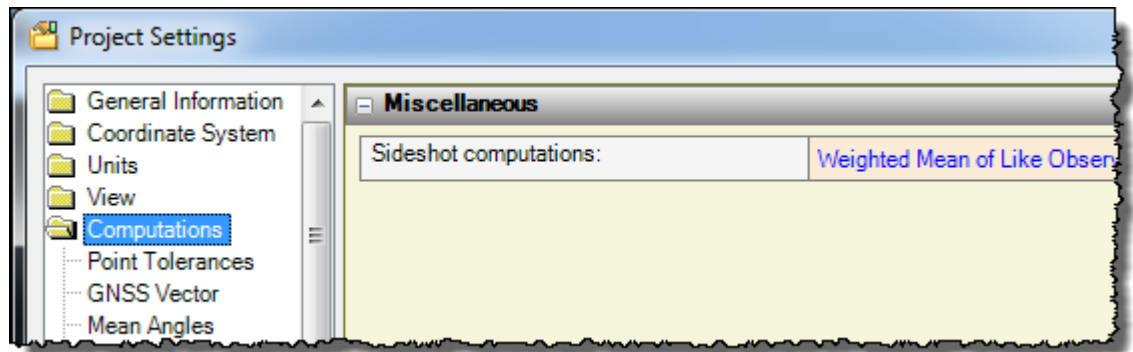 Project Settings
General Information
Coordinate System
Units
View
Computations
Point Tolerances
GNSS Vector
Mean Angles
Miscellaneous
Sideshot computations:
Weighted Mean of Like Obser